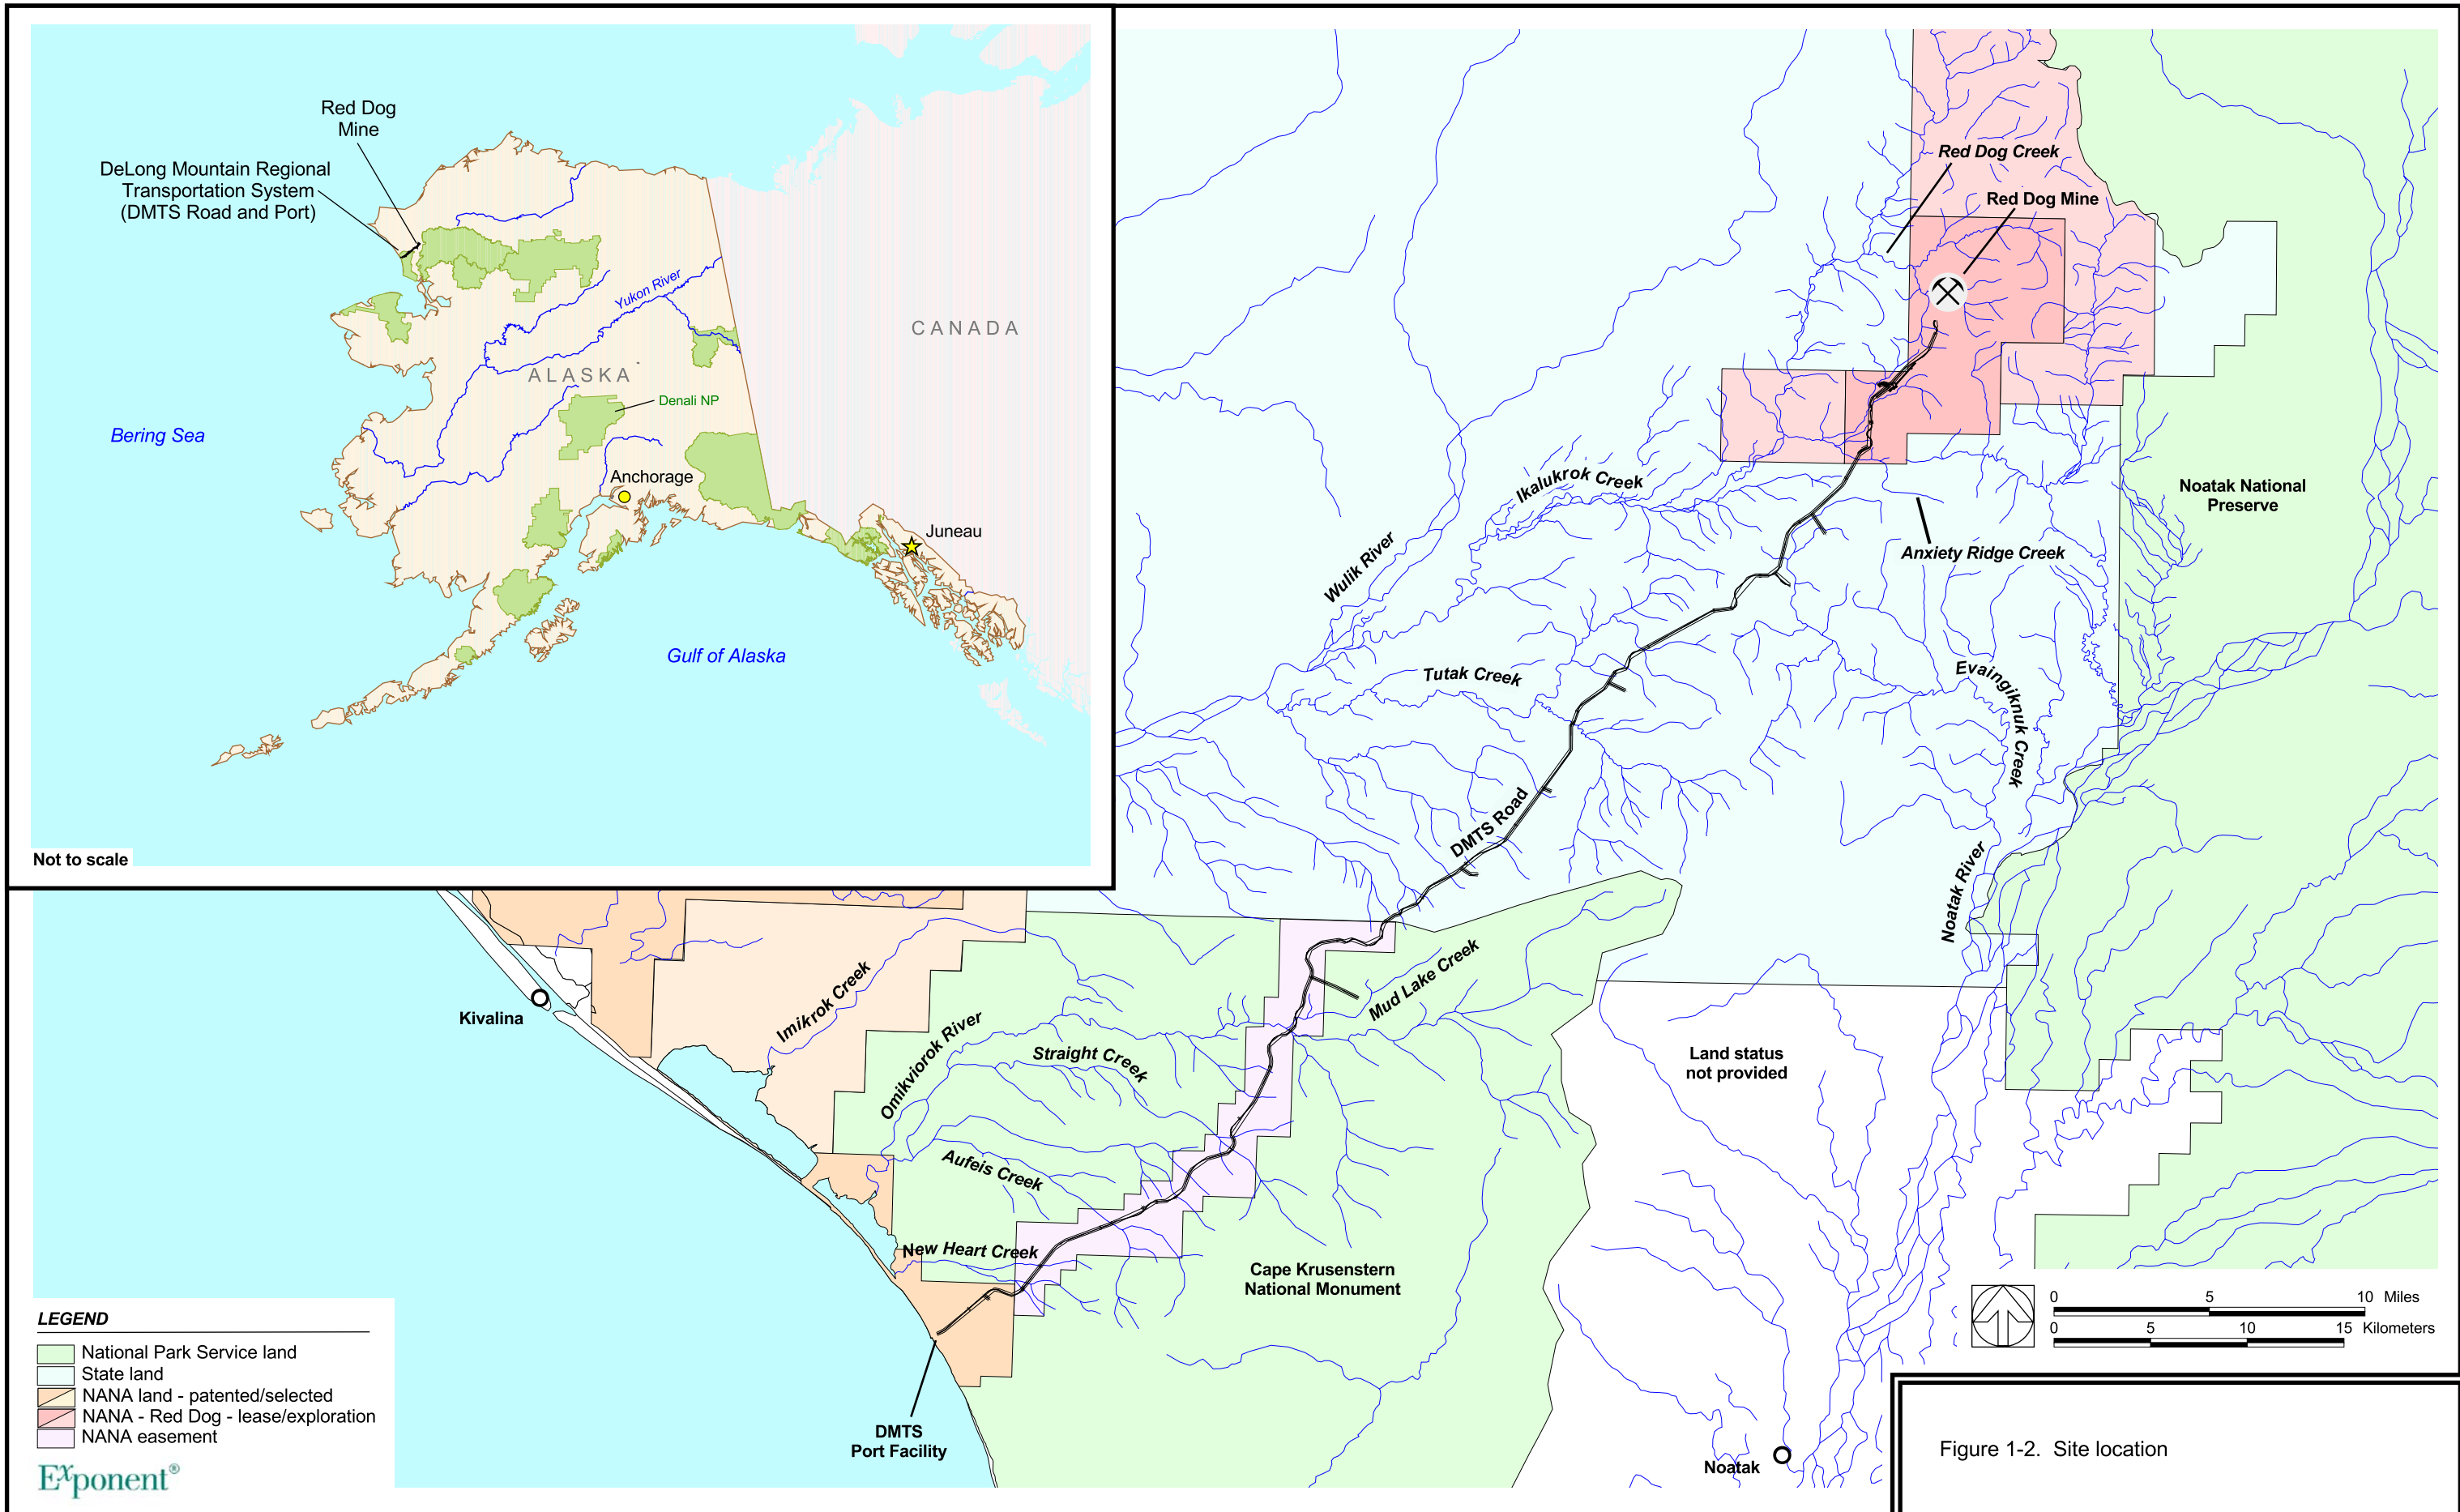 Red Dog
Mine
DeLong Mountain Regional
Transportation System
(DMTS Road and Port)
Yukon River
CANADA
ALASKA
Denali NP
Bering Sea
Anchorage
Juneau
Gulf of Alaska
Not to scale
Red Dog Creek
Red Dog Mine
Noatak National
Preserve
Ikalukrok Creek
Anxiety Ridge Creek
Wulik River
Tutak Creek
Evaingiknuk Creek
DMTS Road
Noatak River
Mud Lake Creek
Imikrok Creek
Kivalina
Omikviorok River
Straight Creek
Land status
not provided
Aufeis Creek
New Heart Creek
Cape Krusenstern
National Monument
0 5 10 Miles
0 5 10 15 Kilometers
LEGEND
National Park Service land
State land
NANA land - patented/selected
NANA - Red Dog - lease/exploration
NANA easement
DMTS
Port Facility
Noatak
Exponent®
Figure 1-2. Site location